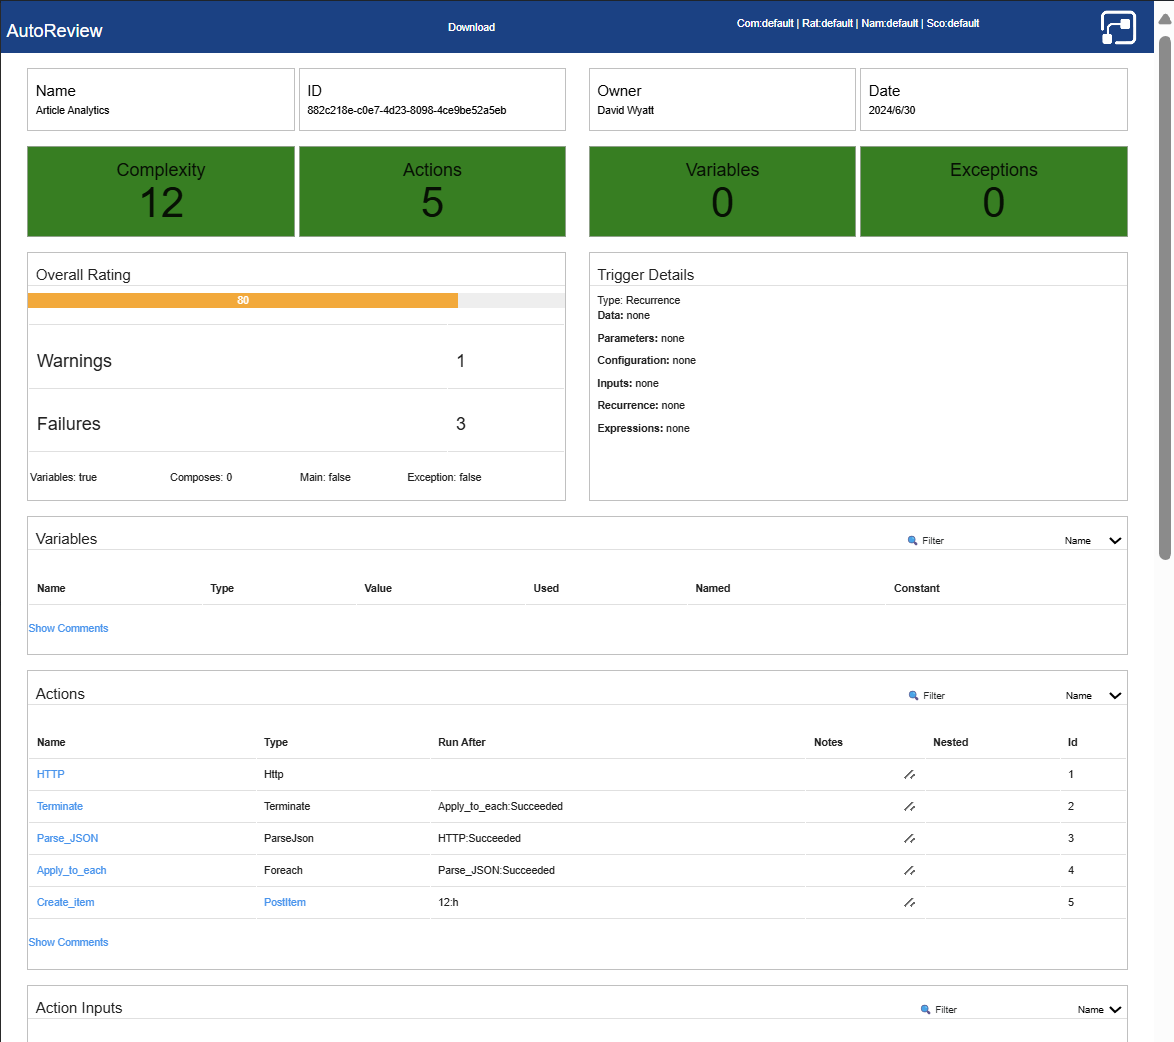 AutoReview
Download
Com:default | Rat:default | Nam:default | Sco:default
Name
Article Analytics
ID
882c218e-c0e7-4d23-8098-4ce9be52a5eb
Owner
David Wyatt
Date
2024/6/30
Complexity
12
Actions
5
Variables
0
Exceptions
0
Overall Rating
80
Warnings 1
Failures 3
Variables: true Composes: 0 Main: false Exception: false
Trigger Details
Type: Recurrence
Data: none
Parameters: none
Configuration: none
Inputs: none
Recurrence: none
Expressions: none
Variables Filter Name
Name Type Value Used Named Constant
Show Comments
Actions Filter Name
Name Type Run After Notes Nested Id
HTTP Http 1
Terminate Terminate Apply_to_each:Succeeded 2
Parse_JSON ParseJson HTTP:Succeeded 3
Apply_to_each Foreach Parse_JSON:Succeeded 4
Create_item PostItem 12:h 5
Show Comments
Action Inputs Filter Name